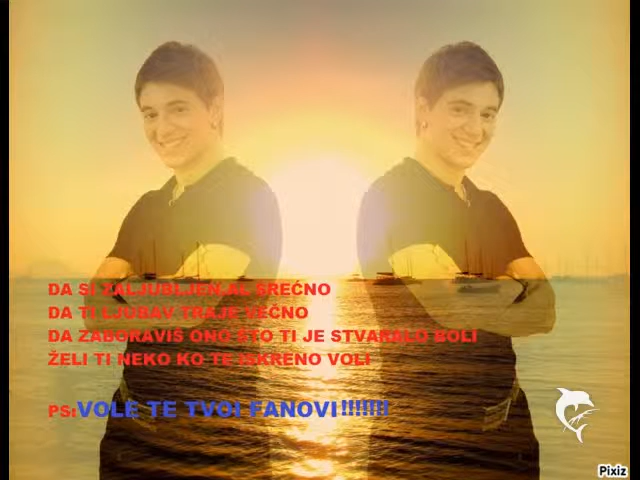 DA SI ZALJUBLJEN,AL SREĆNO
DA TI LJUBAV TRAJE VEČNO
DA ZABORAVIŠ ONO ŠTO TI JE STVARALO BOLI
ŽELI TI NEKO KO TE ISKRENO VOLI
PS:VOLE TE TVOI FANOVI!!!!!!!
Pixiz